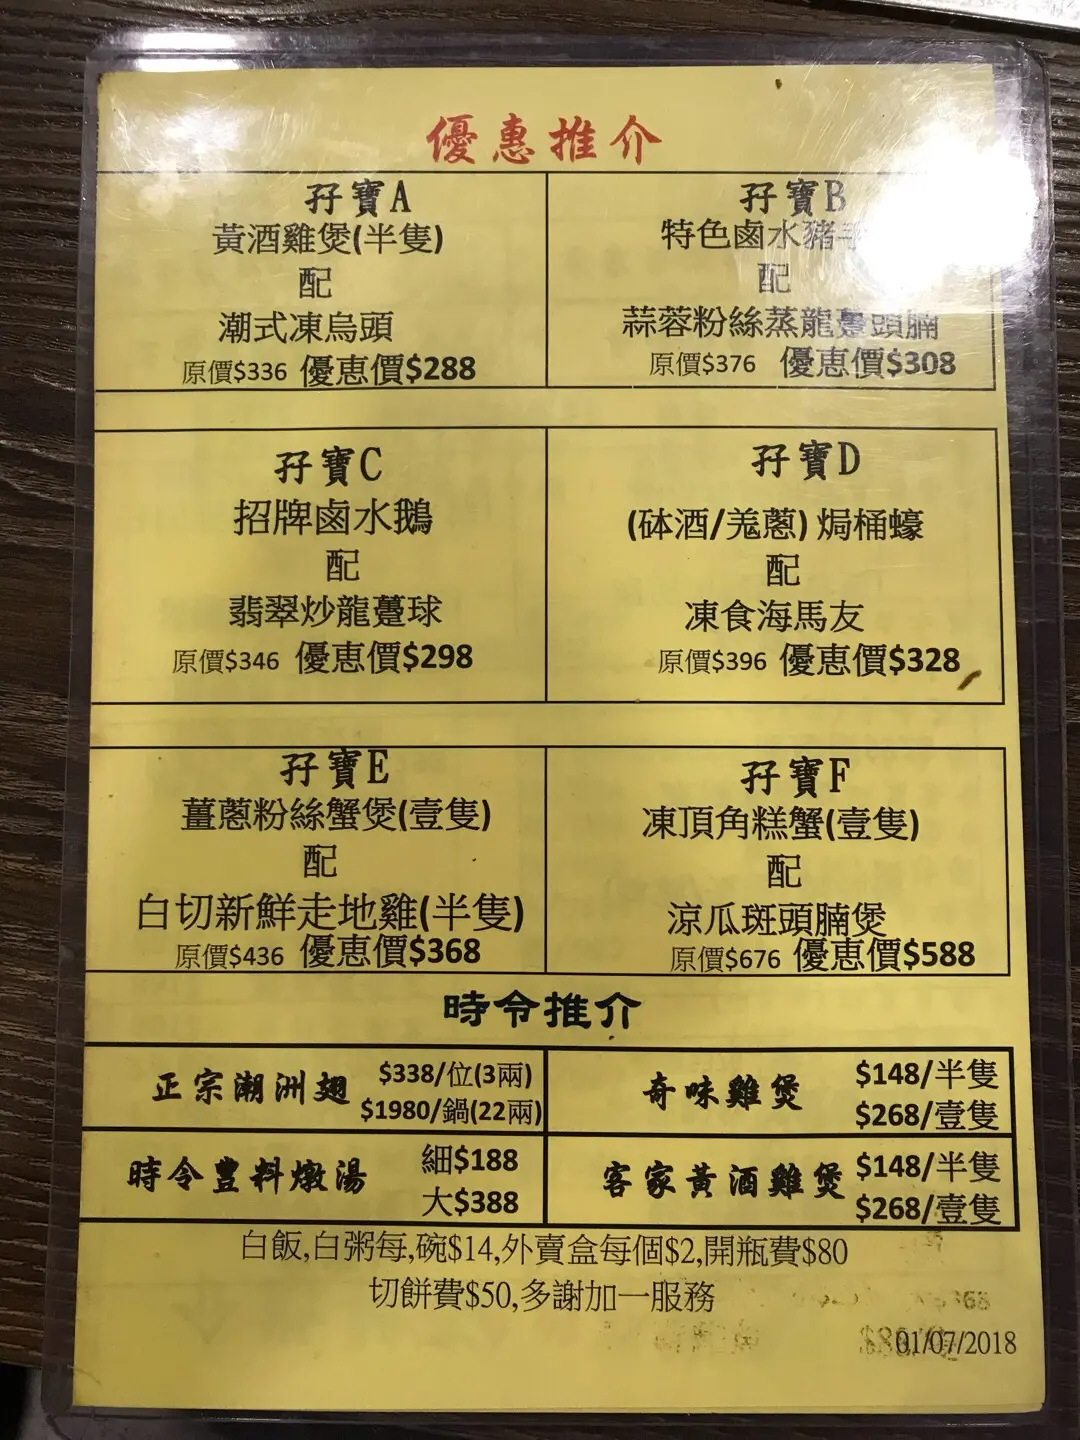 優惠推介
孖寶A
黃酒雞煲(半隻)
配
潮式凍烏頭
原價$336 優惠價$288
孖寶B
特色鹵水豬手
配
蒜蓉粉絲蒸龍躉頭腩
原價$376 優惠價$308
孖寶C
招牌鹵水鵝
配
翡翠炒龍躉球
原價$346 優惠價$298
孖寶D
(砵酒/羗蔥) 焗桶蠔
配
凍食海馬友
原價$396 優惠價$328
孖寶E
薑蔥粉絲蟹煲(壹隻)
配
白切新鮮走地雞(半隻)
原價$436 優惠價$368
孖寶F
凍頂角糕蟹(壹隻)
配
涼瓜斑頭腩煲
原價$676 優惠價$588
時令推介
正宗潮洲翅
$338/位(3兩)
$1980/鍋(22兩)
奇味雞煲
$148/半隻
$268/壹隻
時令豐料燉湯
細$188
大$388
客家黃酒雞煲
$148/半隻
$268/壹隻
白飯,白粥每,碗$14,外賣盒每個$2,開瓶費$80
切餅費$50,多謝加一服務
01/07/2018